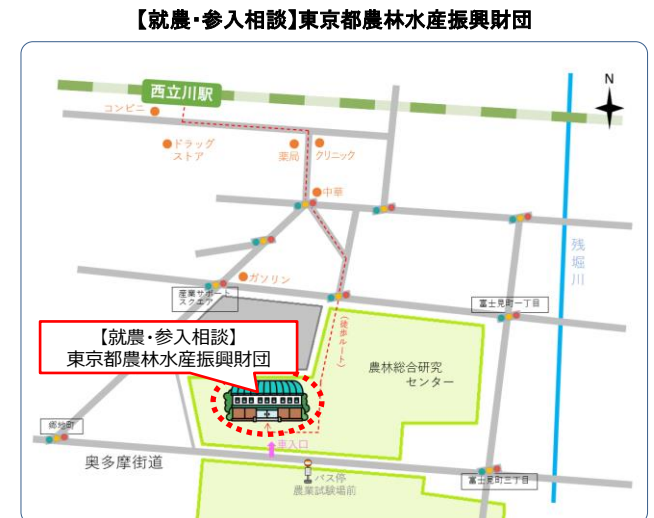 【就農・参入相談】東京都農林水産振興財団
N
西立川駅
コンビニ
ドラッグ
ストア
薬局
クリニック
中華
残堀川
ガソリン
産業サポート
スクエア
富士見町一丁目
【就農・参入相談】
東京都農林水産振興財団
(徒歩ルート)
農林総合研究
センター
郷地町
車入口
奥多摩街道
バス停
農業試験場前
富士見町三丁目